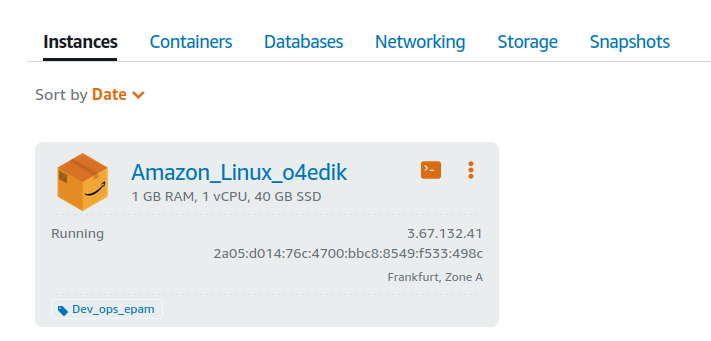 Instances Containers Databases Networking Storage Snapshots
Sort by Date
Amazon_Linux_o4edik
1 GB RAM, 1 vCPU, 40 GB SSD
Running 3.67.132.41
2a05:d014:76c:4700:bbc8:8549:f533:498c
Frankfurt, Zone A
Dev_ops_epam